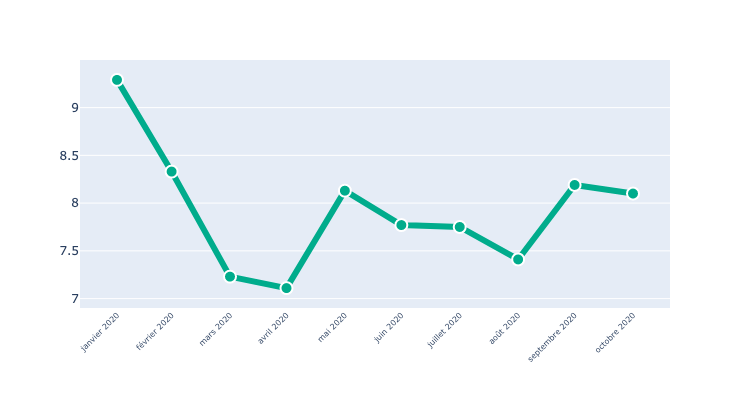 9
8.5
8
7.5
7
janvier 2020
février 2020
mars 2020
avril 2020
mai 2020
juin 2020
juillet 2020
août 2020
septembre 2020
octobre 2020